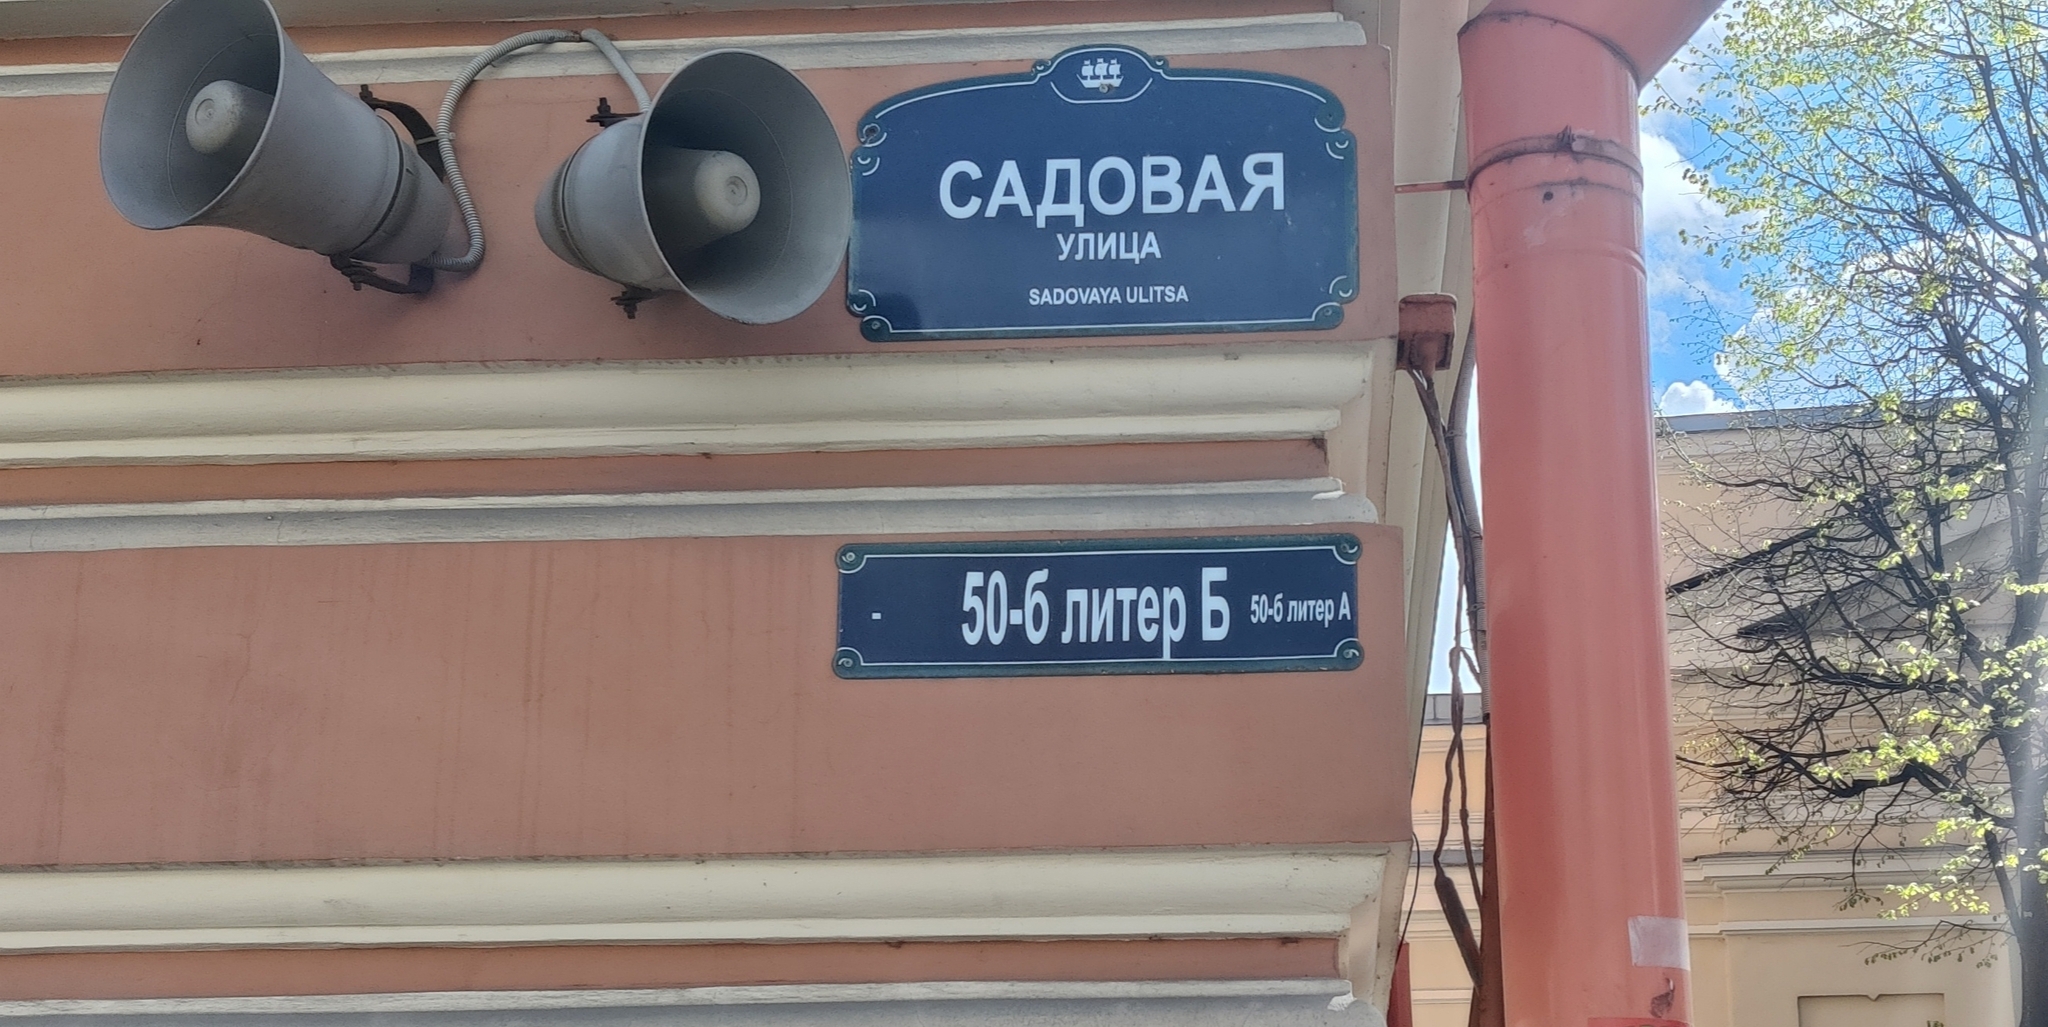 САДОВАЯ
УЛИЦА
SADOVAYA ULITSA
- 50-б литер Б 50-б литер А